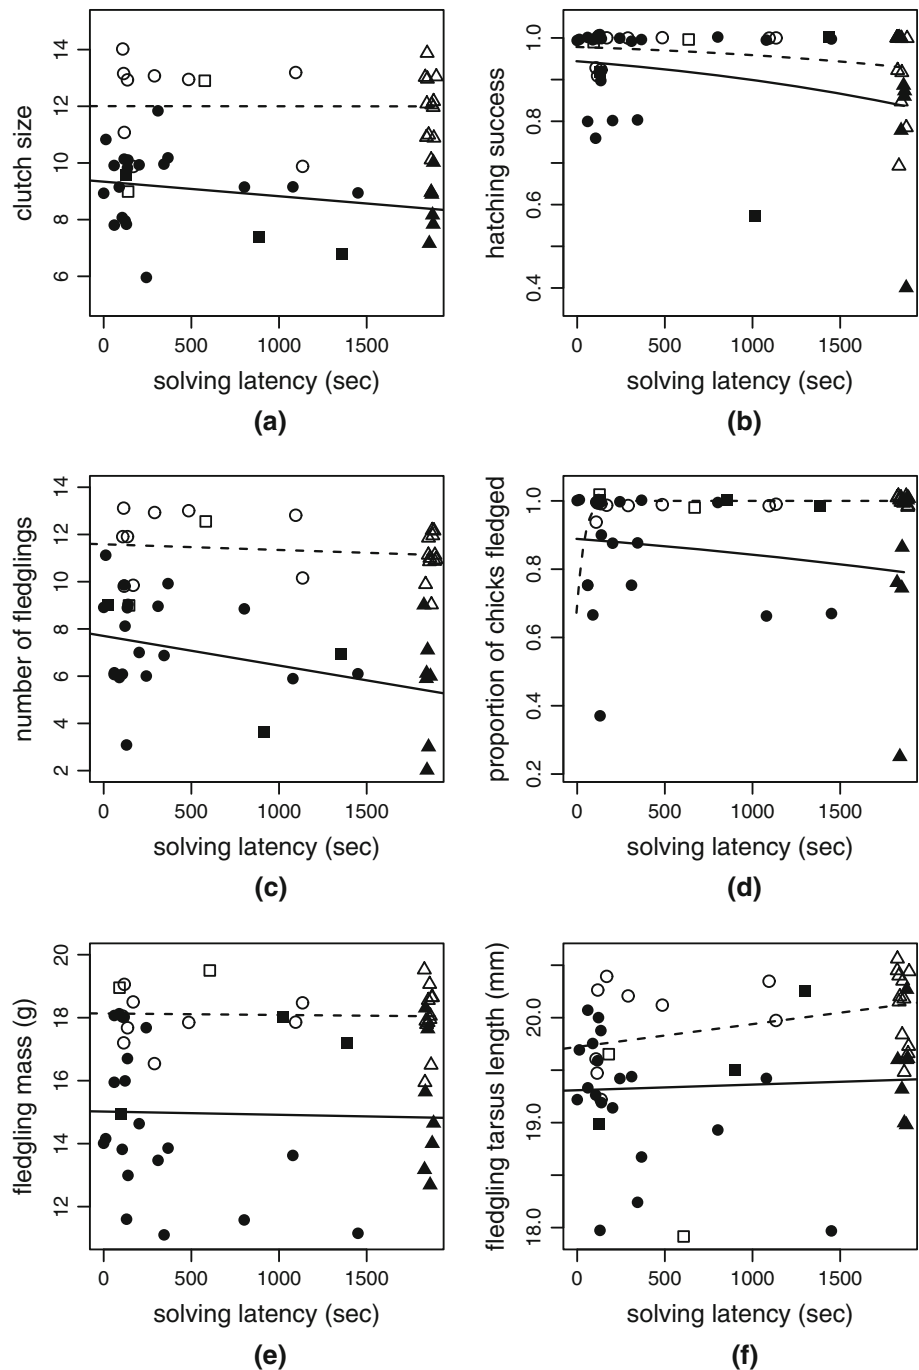 clutch size
14
12
10
8
6
0 500 1000 1500
solving latency (sec)
(a)
hatching success
1.0
0.8
0.6
0.4
0 500 1000 1500
solving latency (sec)
(b)
number of fledglings
14
12
10
8
6
4
2
0 500 1000 1500
solving latency (sec)
(c)
proportion of chicks fledged
1.0
0.8
0.6
0.4
0.2
0 500 1000 1500
solving latency (sec)
(d)
fledgling mass (g)
20
18
16
14
12
0 500 1000 1500
solving latency (sec)
(e)
fledgling tarsus length (mm)
20.0
19.0
18.0
0 500 1000 1500
solving latency (sec)
(f)